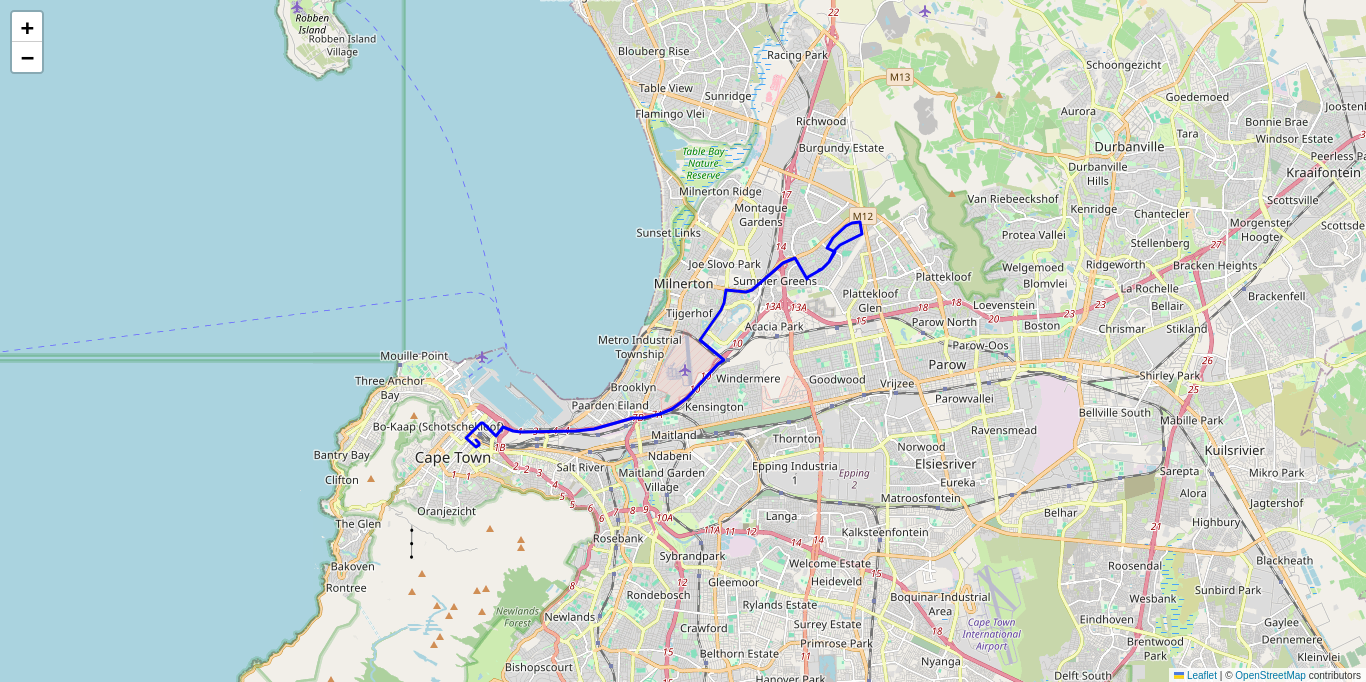 +
−
Robben
Island
Robben Island
Village
22
Blouberg Rise
Racing Park
Schoongezicht
M13
Table View
Sunridge
Goedemoed
Aurora
Joostenb
Flamingo Vlei
Richwood
Bonnie Brae
Tara
Windsor Estate
Burgundy Estate
Durbanville
Table Bay
Nature
Reserve
Peerless Pa
Durbanville
Hills
Kraaifontein
17
Milnerton Ridge
Van Riebeeckshof
Scottsville
Montague
Gardens
M12
Kenridge
Chantecler
Morgenster
Hoogte
Scottsde
Sunset Links
Protea Vallei
Stellenberg
27
14
Joe Slovo Park
Welgemoed
Ridgeworth
Bracken Heights
Plattekloof
Milnerton
Summer Greens
Blomvlei
La Rochelle
Plattekloof
Glen
Brackenfell
13A
13A
18
18
Loevenstein
23
Bellair
Tijgerhof
15
Parow North
20
Boston
Chrismar
Stikland
Acacia Park
Metro Industrial
Township
10
Parow-Oos
Mouille Point
Parow
Three Anchor
Bay
Windermere
Goodwood
Vrijzee
Shirley Park
Brooklyn
26
25
Parowvallei
Paarden Eiland
Kensington
Bellville South
Mabille Park
Bo-Kaap (Schotschekloof)
Maitland
Thornton
Ravensmead
1B
Norwood
Kuilsrivier
Bantry Bay
Cape Town
Ndabeni
Elsiesriver
Salt River
Epping Industria
1
Epping
2
Mikro Park
Clifton
1
1
2
2
3
Maitland Garden
Village
Sarepta
Eureka
4
Alora
Matroosfontein
Jagtershof
5
5
Oranjezicht
6
7
8
9
10A
Langa
Belhar
The Glen
6
11A
11
12
Kalksteenfontein
Highbury
21
Rosebank
14
14
Sybrandpark
Welcome Estate
Roosendal
Blackheath
Bakoven
15
8
12
Gleemoor
Heideveld
Rontree
Rondebosch
Boquinar Industrial
Area
Wesbank
Sunbird Park
Newlands
Forest
Newlands
Rylands Estate
Eindhoven
Crawford
Surrey Estate
18
Cape Town
International
Airport
Gaylee
Primrose Park
Brentwood
Park
Dennemere
15
Belthorn Estate
Kleinvlei
Bishopscourt
Nyanga
Delft South
Hanover Park
Leaflet | © OpenStreetMap contributors